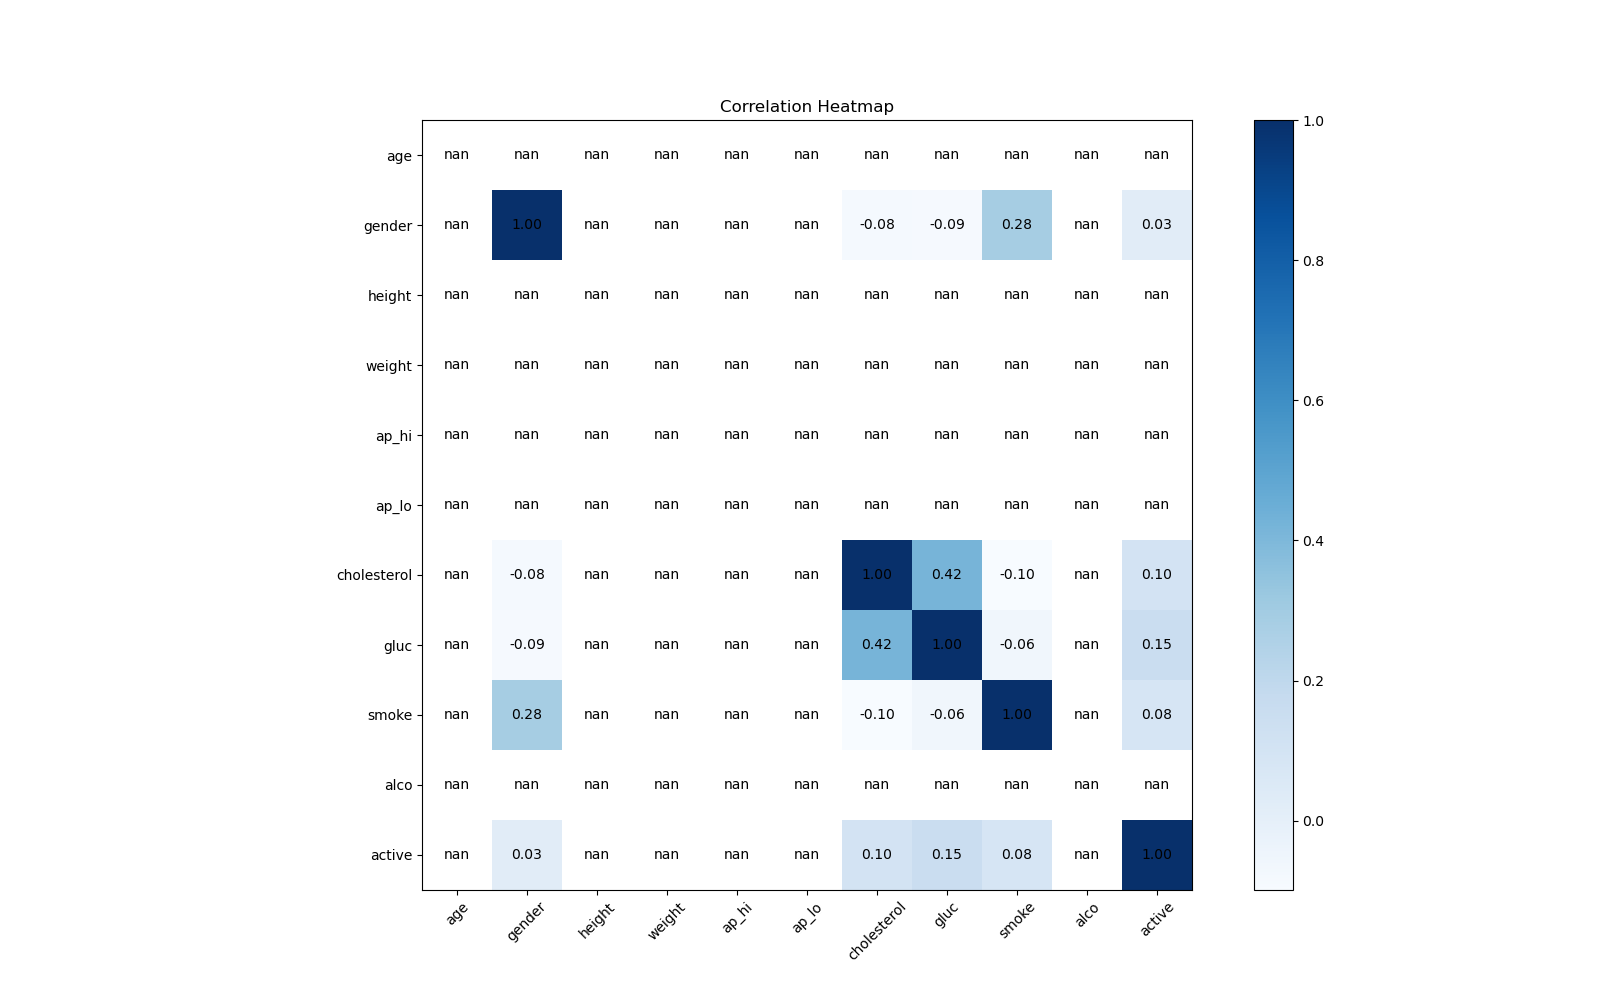 Correlation Heatmap
age nan nan nan nan nan nan nan nan nan nan nan
gender nan 1.00 nan nan nan nan -0.08 -0.09 0.28 nan 0.03
height nan nan nan nan nan nan nan nan nan nan nan
weight nan nan nan nan nan nan nan nan nan nan nan
ap_hi nan nan nan nan nan nan nan nan nan nan nan
ap_lo nan nan nan nan nan nan nan nan nan nan nan
cholesterol nan -0.08 nan nan nan nan 1.00 0.42 -0.10 nan 0.10
gluc nan -0.09 nan nan nan nan 0.42 1.00 -0.06 nan 0.15
smoke nan 0.28 nan nan nan nan -0.10 -0.06 1.00 nan 0.08
alco nan nan nan nan nan nan nan nan nan nan nan
active nan 0.03 nan nan nan nan 0.10 0.15 0.08 nan 1.00
age gender height weight ap_hi ap_lo cholesterol gluc smoke alco active
1.0
0.8
0.6
0.4
0.2
0.0